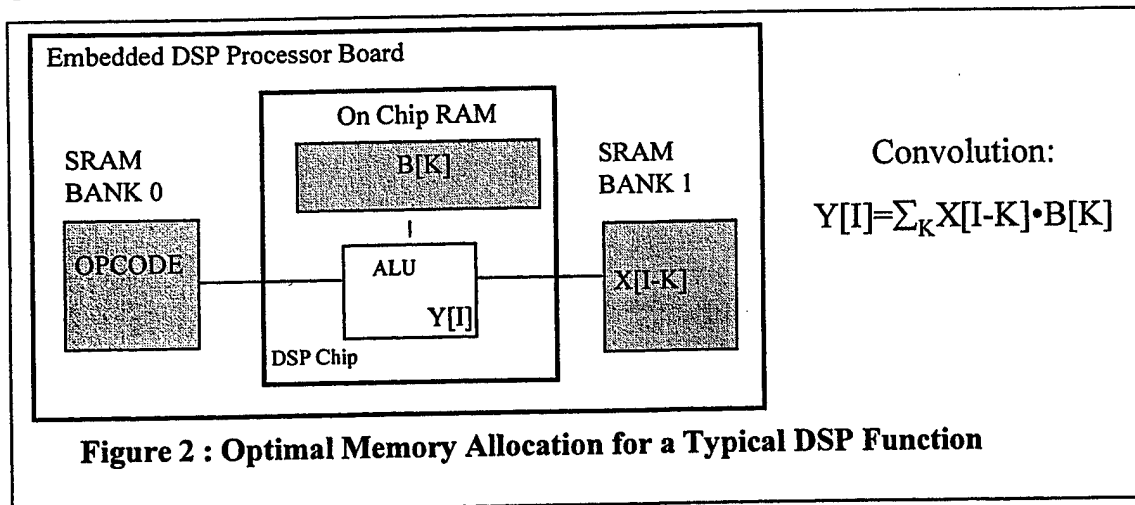 Embedded DSP Processor Board
On Chip RAM
SRAM
BANK 0
B[K]
SRAM
BANK 1
OPCODE
ALU
Y[I]
X[I-K]
DSP Chip
Convolution:
Y[I]=∑K X[I-K]•B[K]
Figure 2 : Optimal Memory Allocation for a Typical DSP Function